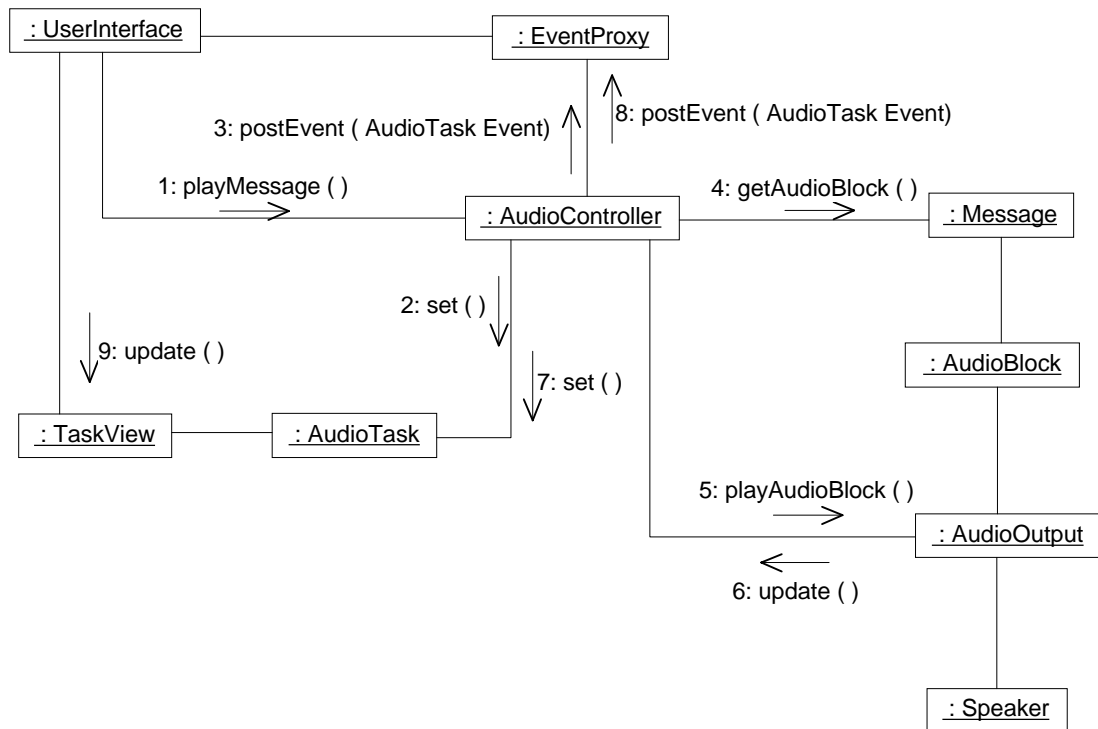 : UserInterface
: EventProxy
3: postEvent ( AudioTask Event)
8: postEvent ( AudioTask Event)
1: playMessage ( )
4: getAudioBlock ( )
: AudioController
: Message
2: set ( )
9: update ( )
: AudioBlock
7: set ( )
: TaskView
: AudioTask
5: playAudioBlock ( )
: AudioOutput
6: update ( )
: Speaker